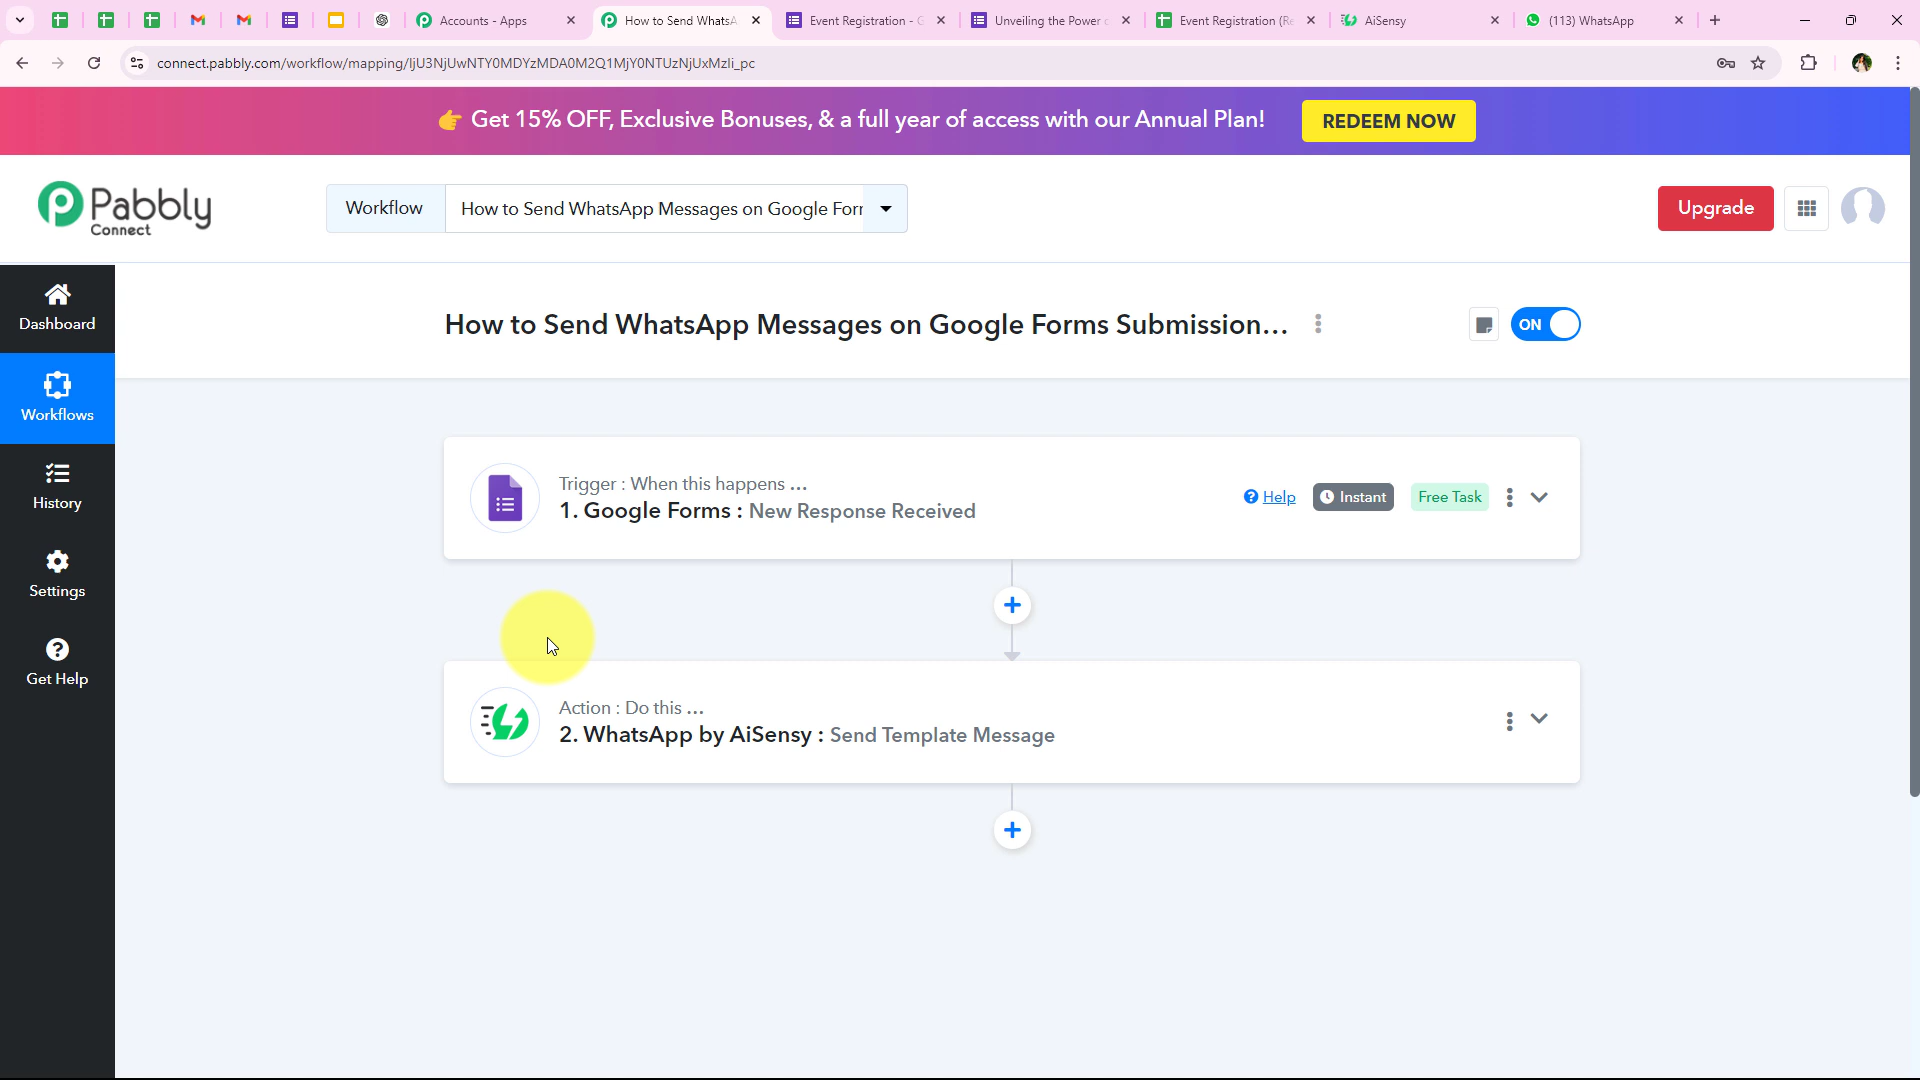 Accounts - Apps
How to Send WhatsA
Event Registration - G
Unveiling the Power o
Event Registration (Re
AiSensy
(113) WhatsApp
connect.pabbly.com/workflow/mapping/IjU3NjUwNTY0MDYzMDA0M2Q1MjY0NTUzNjUxMzIi_pc
👉 Get 15% OFF, Exclusive Bonuses, & a full year of access with our Annual Plan!
REDEEM NOW
Pabbly
Connect
Workflow
How to Send WhatsApp Messages on Google For
Upgrade
Dashboard
Workflows
History
Settings
Get Help
How to Send WhatsApp Messages on Google Forms Submission...
ON
Trigger : When this happens ...
1. Google Forms : New Response Received
Help
Instant
Free Task
Action : Do this ...
2. WhatsApp by AiSensy : Send Template Message